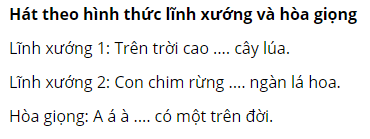 Hát theo hình thức lĩnh xướng và hòa giọng
Lĩnh xướng 1: Trên trời cao .... cây lúa.
Lĩnh xướng 2: Con chim rừng .... ngàn lá hoa.
Hòa giọng: A á à .... có một trên đời.